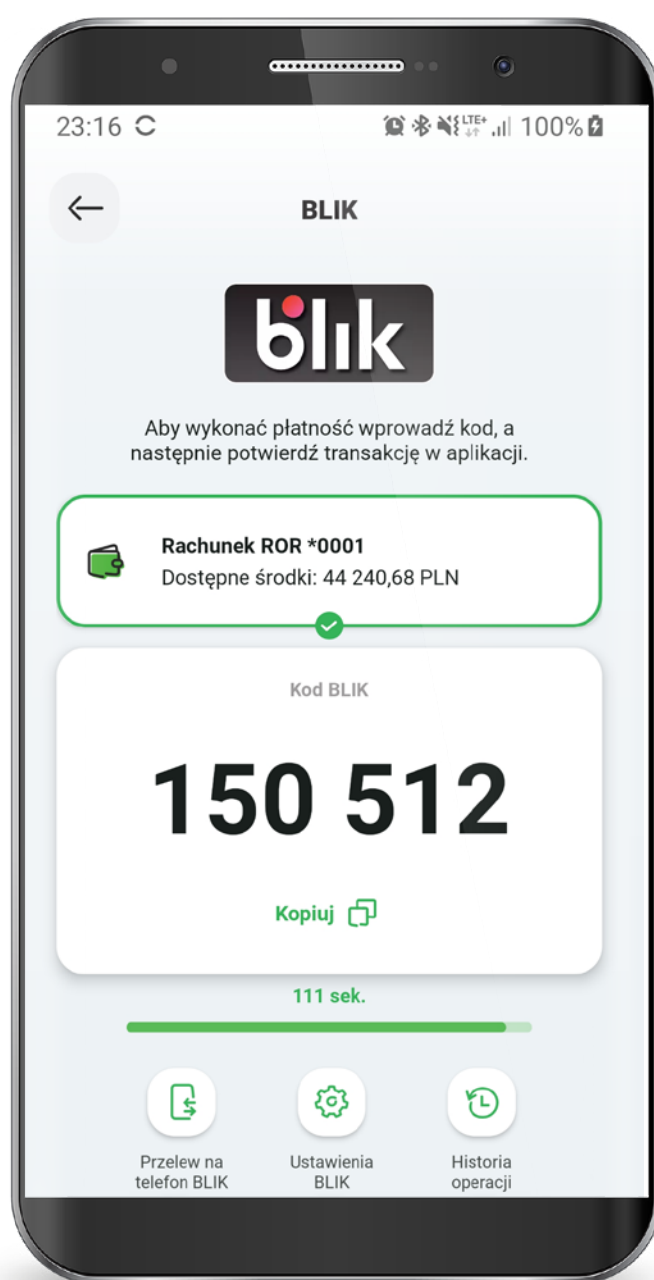 23:16
LTE+
100%
BLIK
blik
Aby wykonać płatność wprowadź kod, a
następnie potwierdź transakcję w aplikacji.
Rachunek ROR *0001
Dostępne środki: 44 240,68 PLN
Kod BLIK
150 512
Kopiuj
111 sek.
Przelew na
telefon BLIK
Ustawienia
BLIK
Historia
operacji